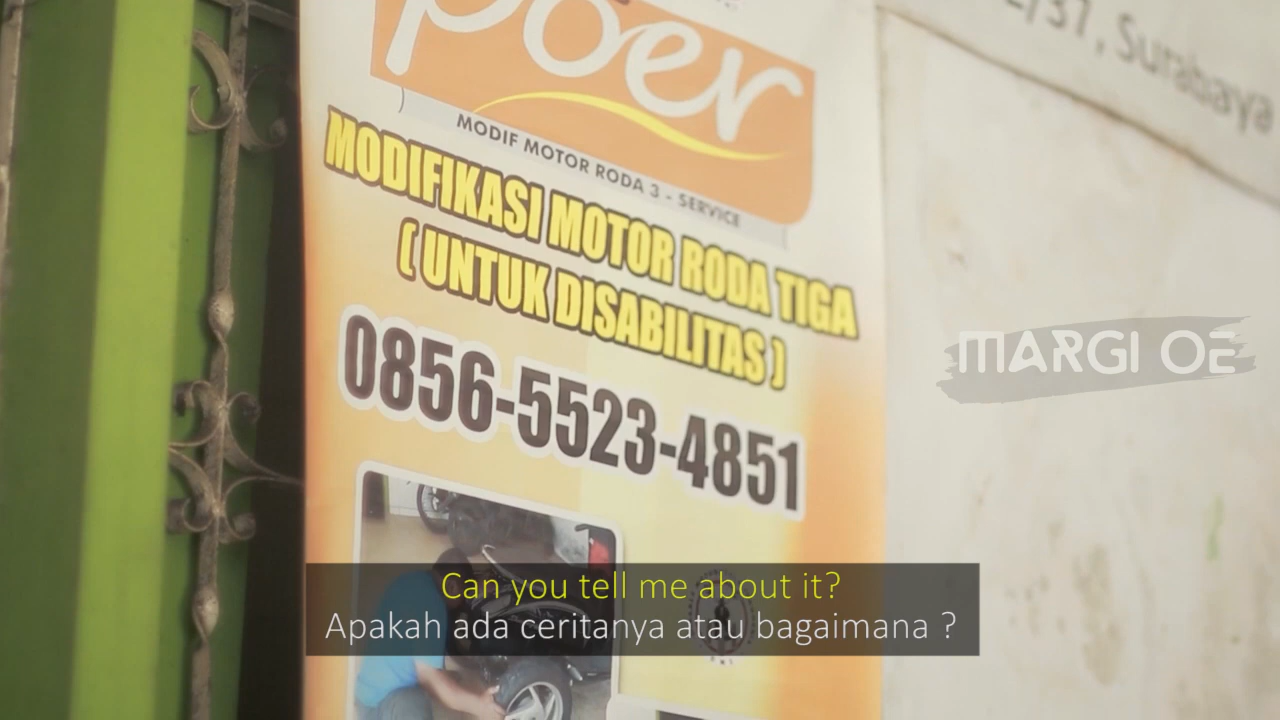 poer
MODIF MOTOR RODA 3 - SERVICE
MODIFIKASI MOTOR RODA TIGA
( UNTUK DISABILITAS )
0856-5523-4851
/37, Surabaya
MARGI OE
Can you tell me about it?
Apakah ada ceritanya atau bagaimana ?